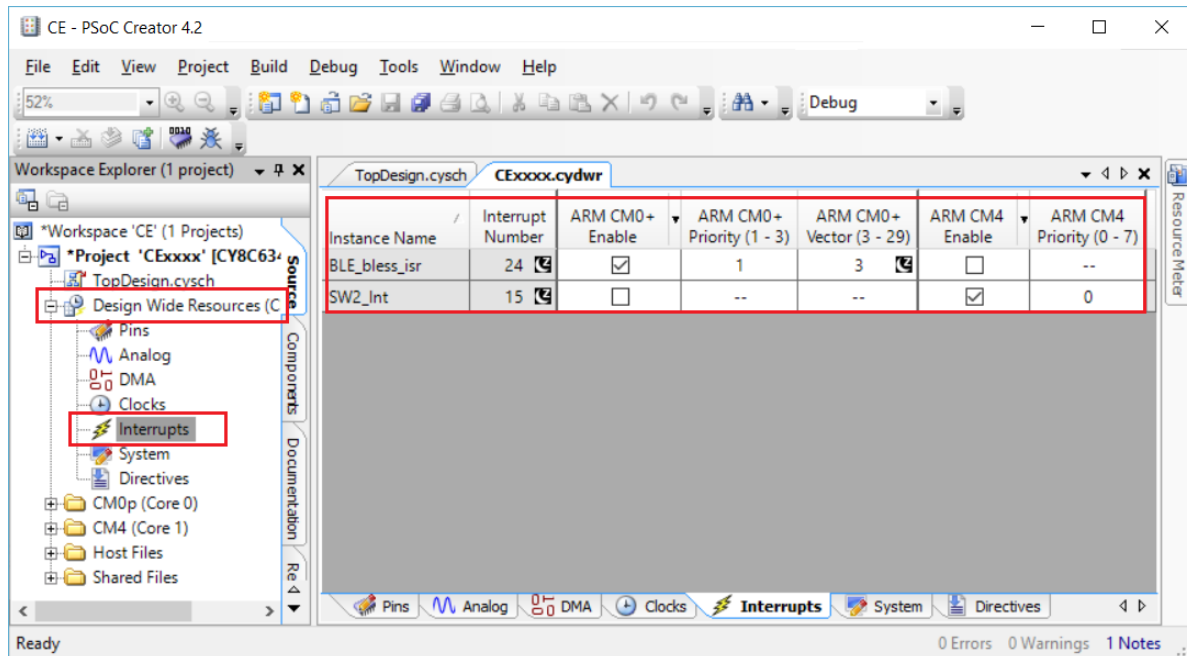 CE - PSoC Creator 4.2
File Edit View Project Build Debug Tools Window Help
52% Debug
Workspace Explorer (1 project)
*Workspace 'CE' (1 Projects)
*Project 'CExxxx' [CY8C634
TopDesign.cysch
Design Wide Resources (C
Pins
Analog
DMA
Clocks
Interrupts
System
Directives
CM0p (Core 0)
CM4 (Core 1)
Host Files
Shared Files
Source
Components
Documentation
Re
TopDesign.cysch CExxxx.cydwr
Instance Name Interrupt Number ARM CM0+ Enable ARM CM0+ Priority (1 - 3) ARM CM0+ Vector (3 - 29) ARM CM4 Enable ARM CM4 Priority (0 - 7)
BLE_bless_isr 24 1 3 --
SW2_Int 15 -- -- 0
Pins Analog DMA Clocks Interrupts System Directives
Resource Meter
Ready 0 Errors 0 Warnings 1 Notes